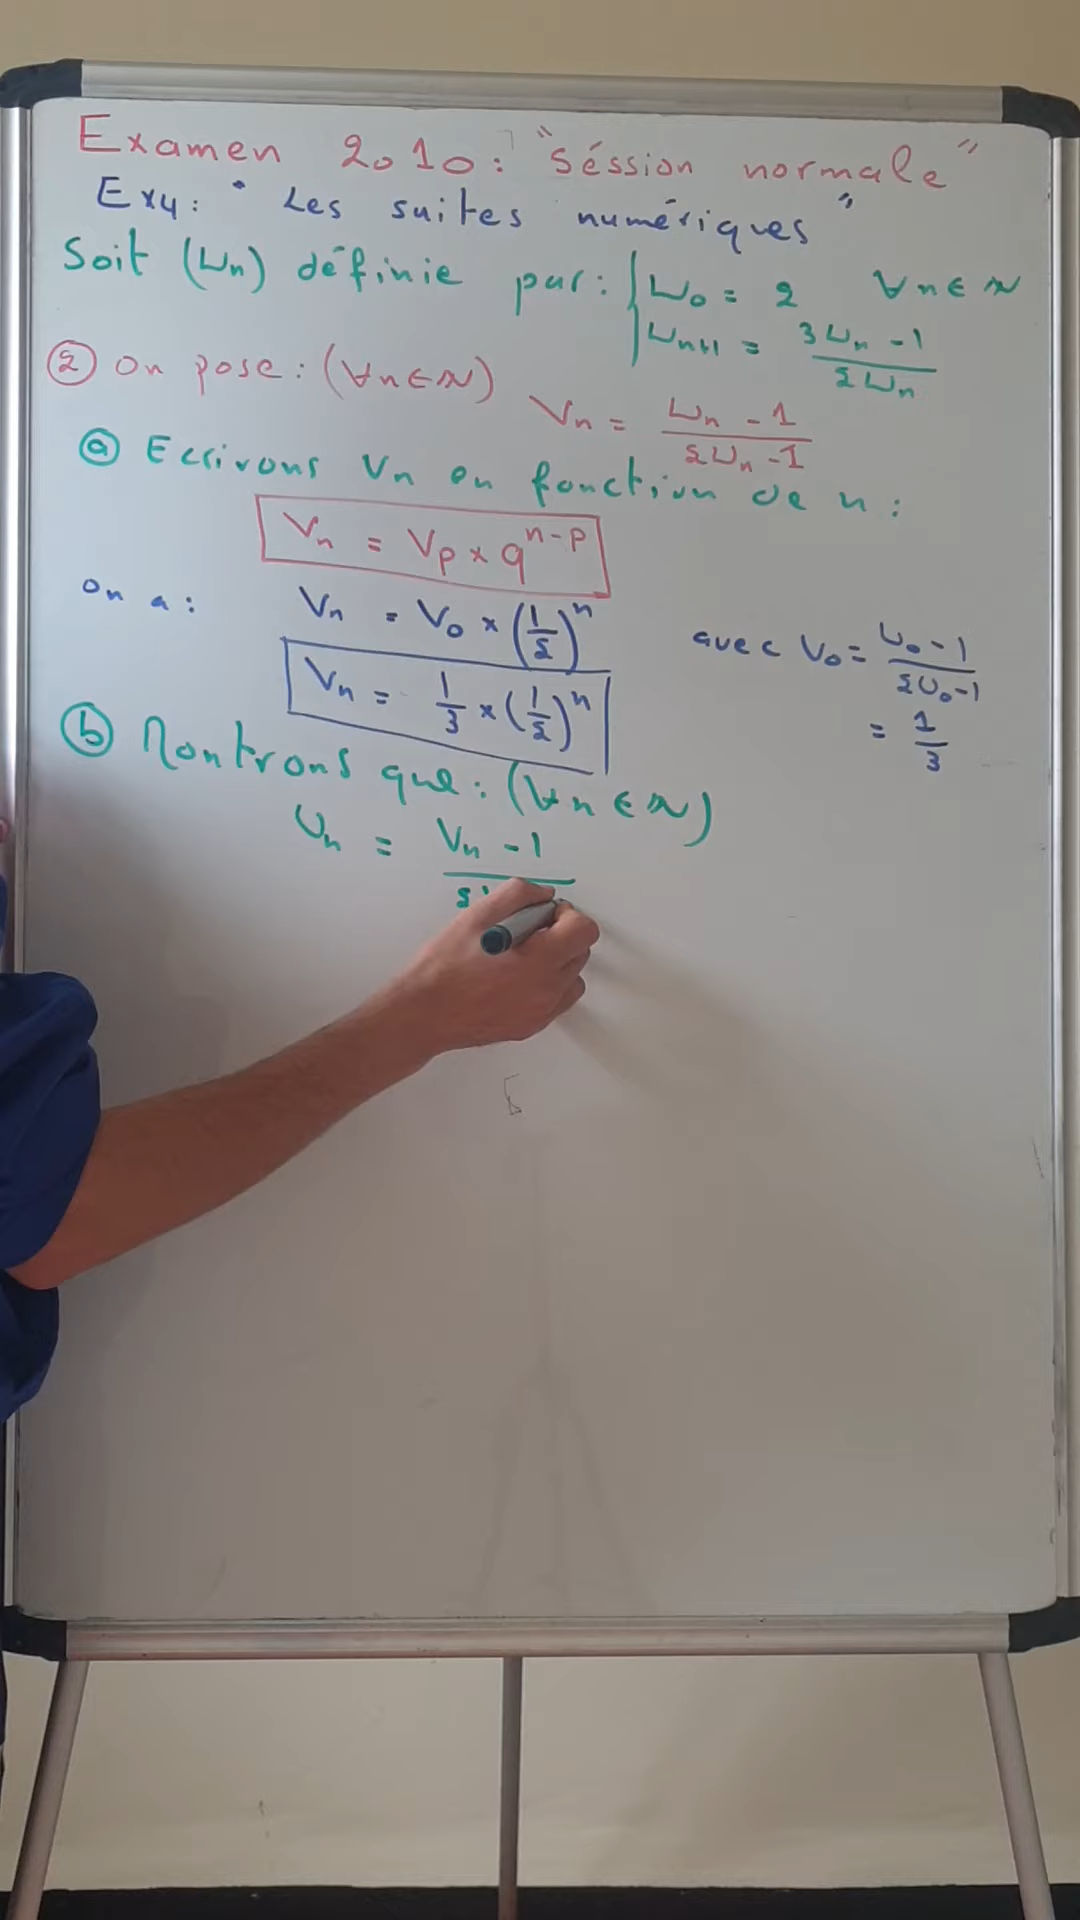 Examen 2010: "Séssion normale"
Ex4: "Les suites numériques"
Soit (Un) définie par: { U0 = 2 ∀n∈ℕ
Un+1 = (3Un - 1)/(2Un)
② On pose: (∀n∈ℕ) Vn = (Un - 1)/(2Un - 1)
ⓐ Ecrivons Vn en fonction de n:
Vn = Vp × q^(n-p)
on a: Vn = V0 × (1/2)^n avec V0 = (U0 - 1)/(2U0 - 1)
Vn = 1/3 × (1/2)^n = 1/3
ⓑ Montrons que: (∀n∈ℕ)
Un = (Vn - 1)/2